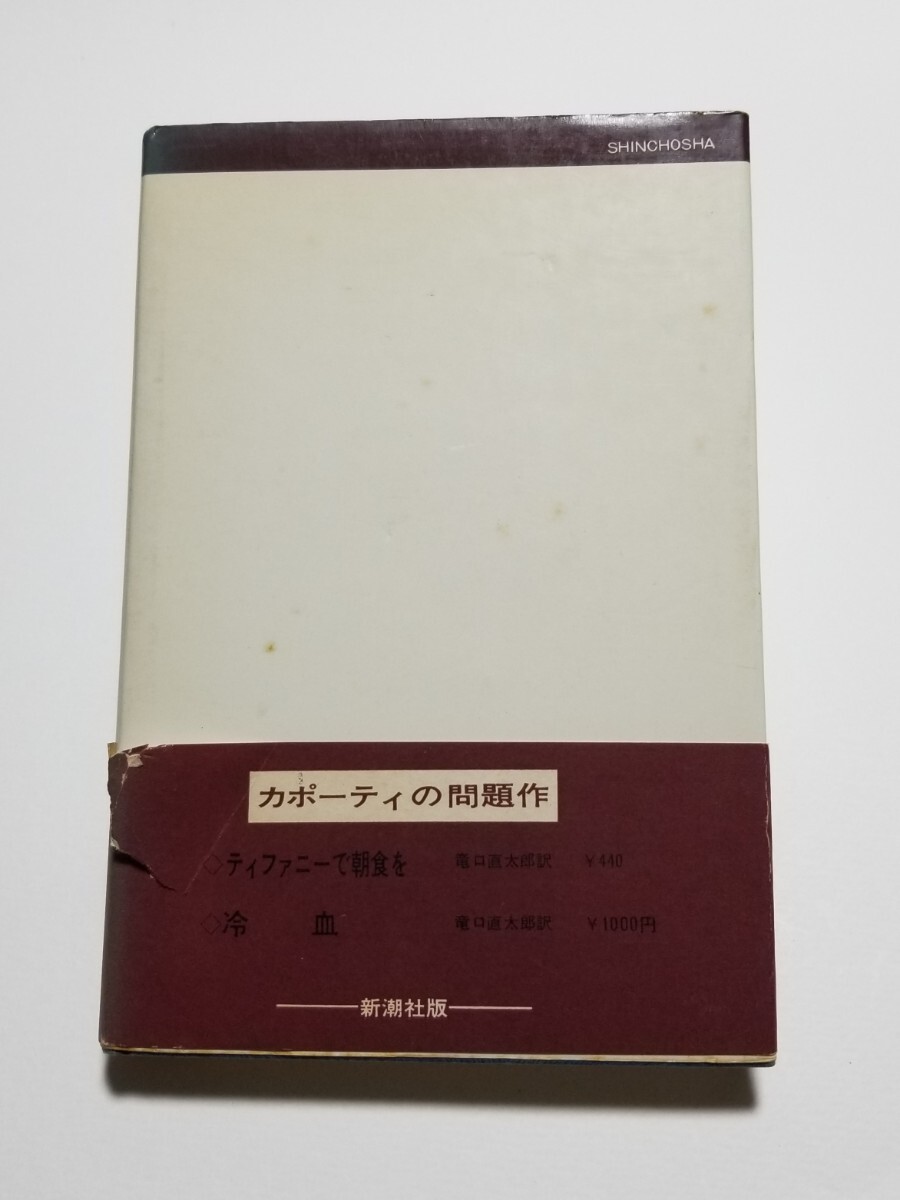 SHINCHOSHA
カポーティの問題作
◇ティファニーで朝食を 竜口直太郎訳 ¥440
◇冷 血 竜口直太郎訳 ¥1000円
新潮社版